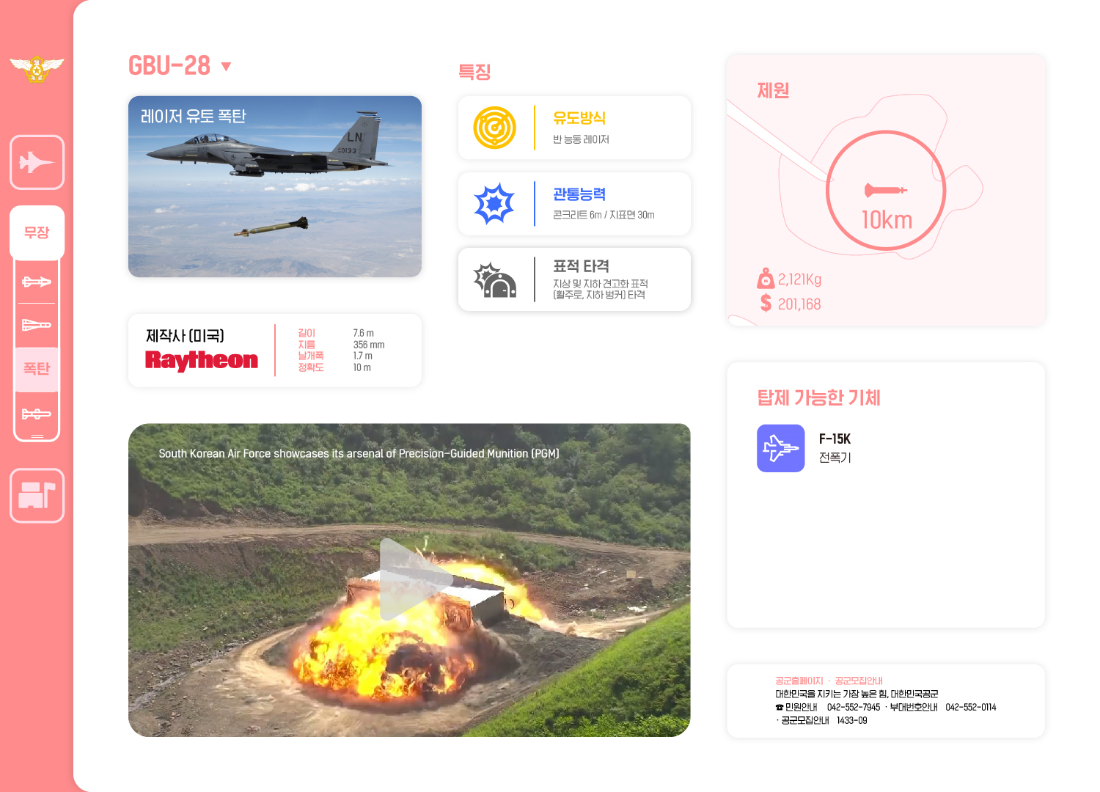 GBU-28 ▼
레이저 유토 폭탄
LN
특징
유도방식
반 능동 레이저
관통능력
콘크리트 6m / 지표면 30m
표적 타격
지상 및 지하 견고화 표적
(활주로, 지하 벙커) 타격
제원
10km
2,121Kg
$ 201,168
무장
폭탄
제작사 (미국)
Raytheon
길이 7.6 m
지름 356 mm
날개폭 1.7 m
정확도 10 m
South Korean Air Force showcases its arsenal of Precision-Guided Munition (PGM)
탑제 가능한 기체
F-15K
전폭기
공군홈페이지 · 공군모집안내
대한민국을 지키는 가장 높은 힘, 대한민국공군
☎ 민원안내 042-552-7945 · 부대번호안내 042-552-0114
· 공군모집안내 1433-09